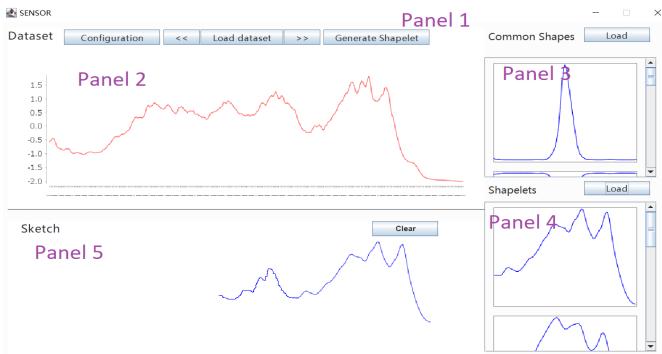 SENSOR
Panel 1
Dataset Configuration << Load dataset >> Generate Shapelet
Common Shapes Load
Panel 2
Panel 3
1.5
1.0
0.5
0.0
-0.5
-1.0
-1.5
-2.0
Shapelets Load
Panel 4
Sketch Clear
Panel 5